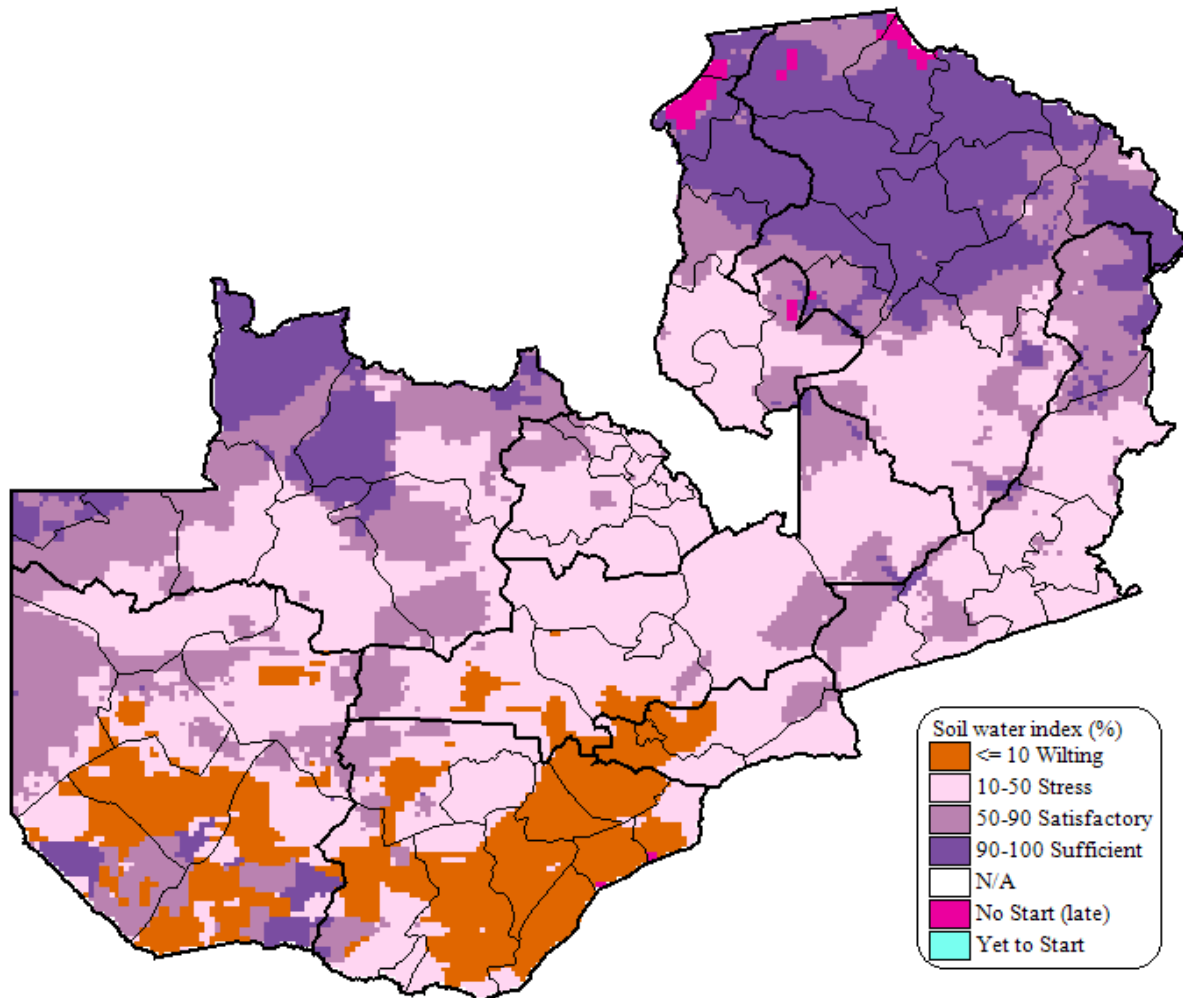 Soil water index (%)
<= 10 Wilting
10-50 Stress
50-90 Satisfactory
90-100 Sufficient
N/A
No Start (late)
Yet to Start